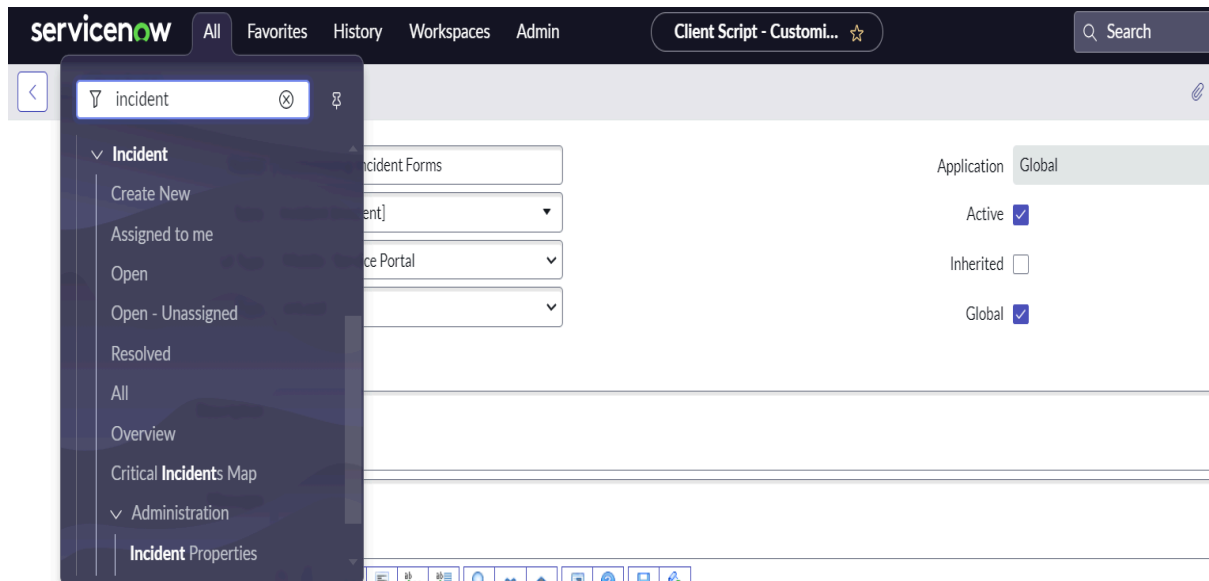 servicenow All Favorites History Workspaces Admin Client Script - Customi... Search
incident
Incident
Create New
Assigned to me
Open
Open - Unassigned
Resolved
All
Overview
Critical Incidents Map
Administration
Incident Properties
ncident Forms
ent]
ce Portal
Application Global
Active
Inherited
Global